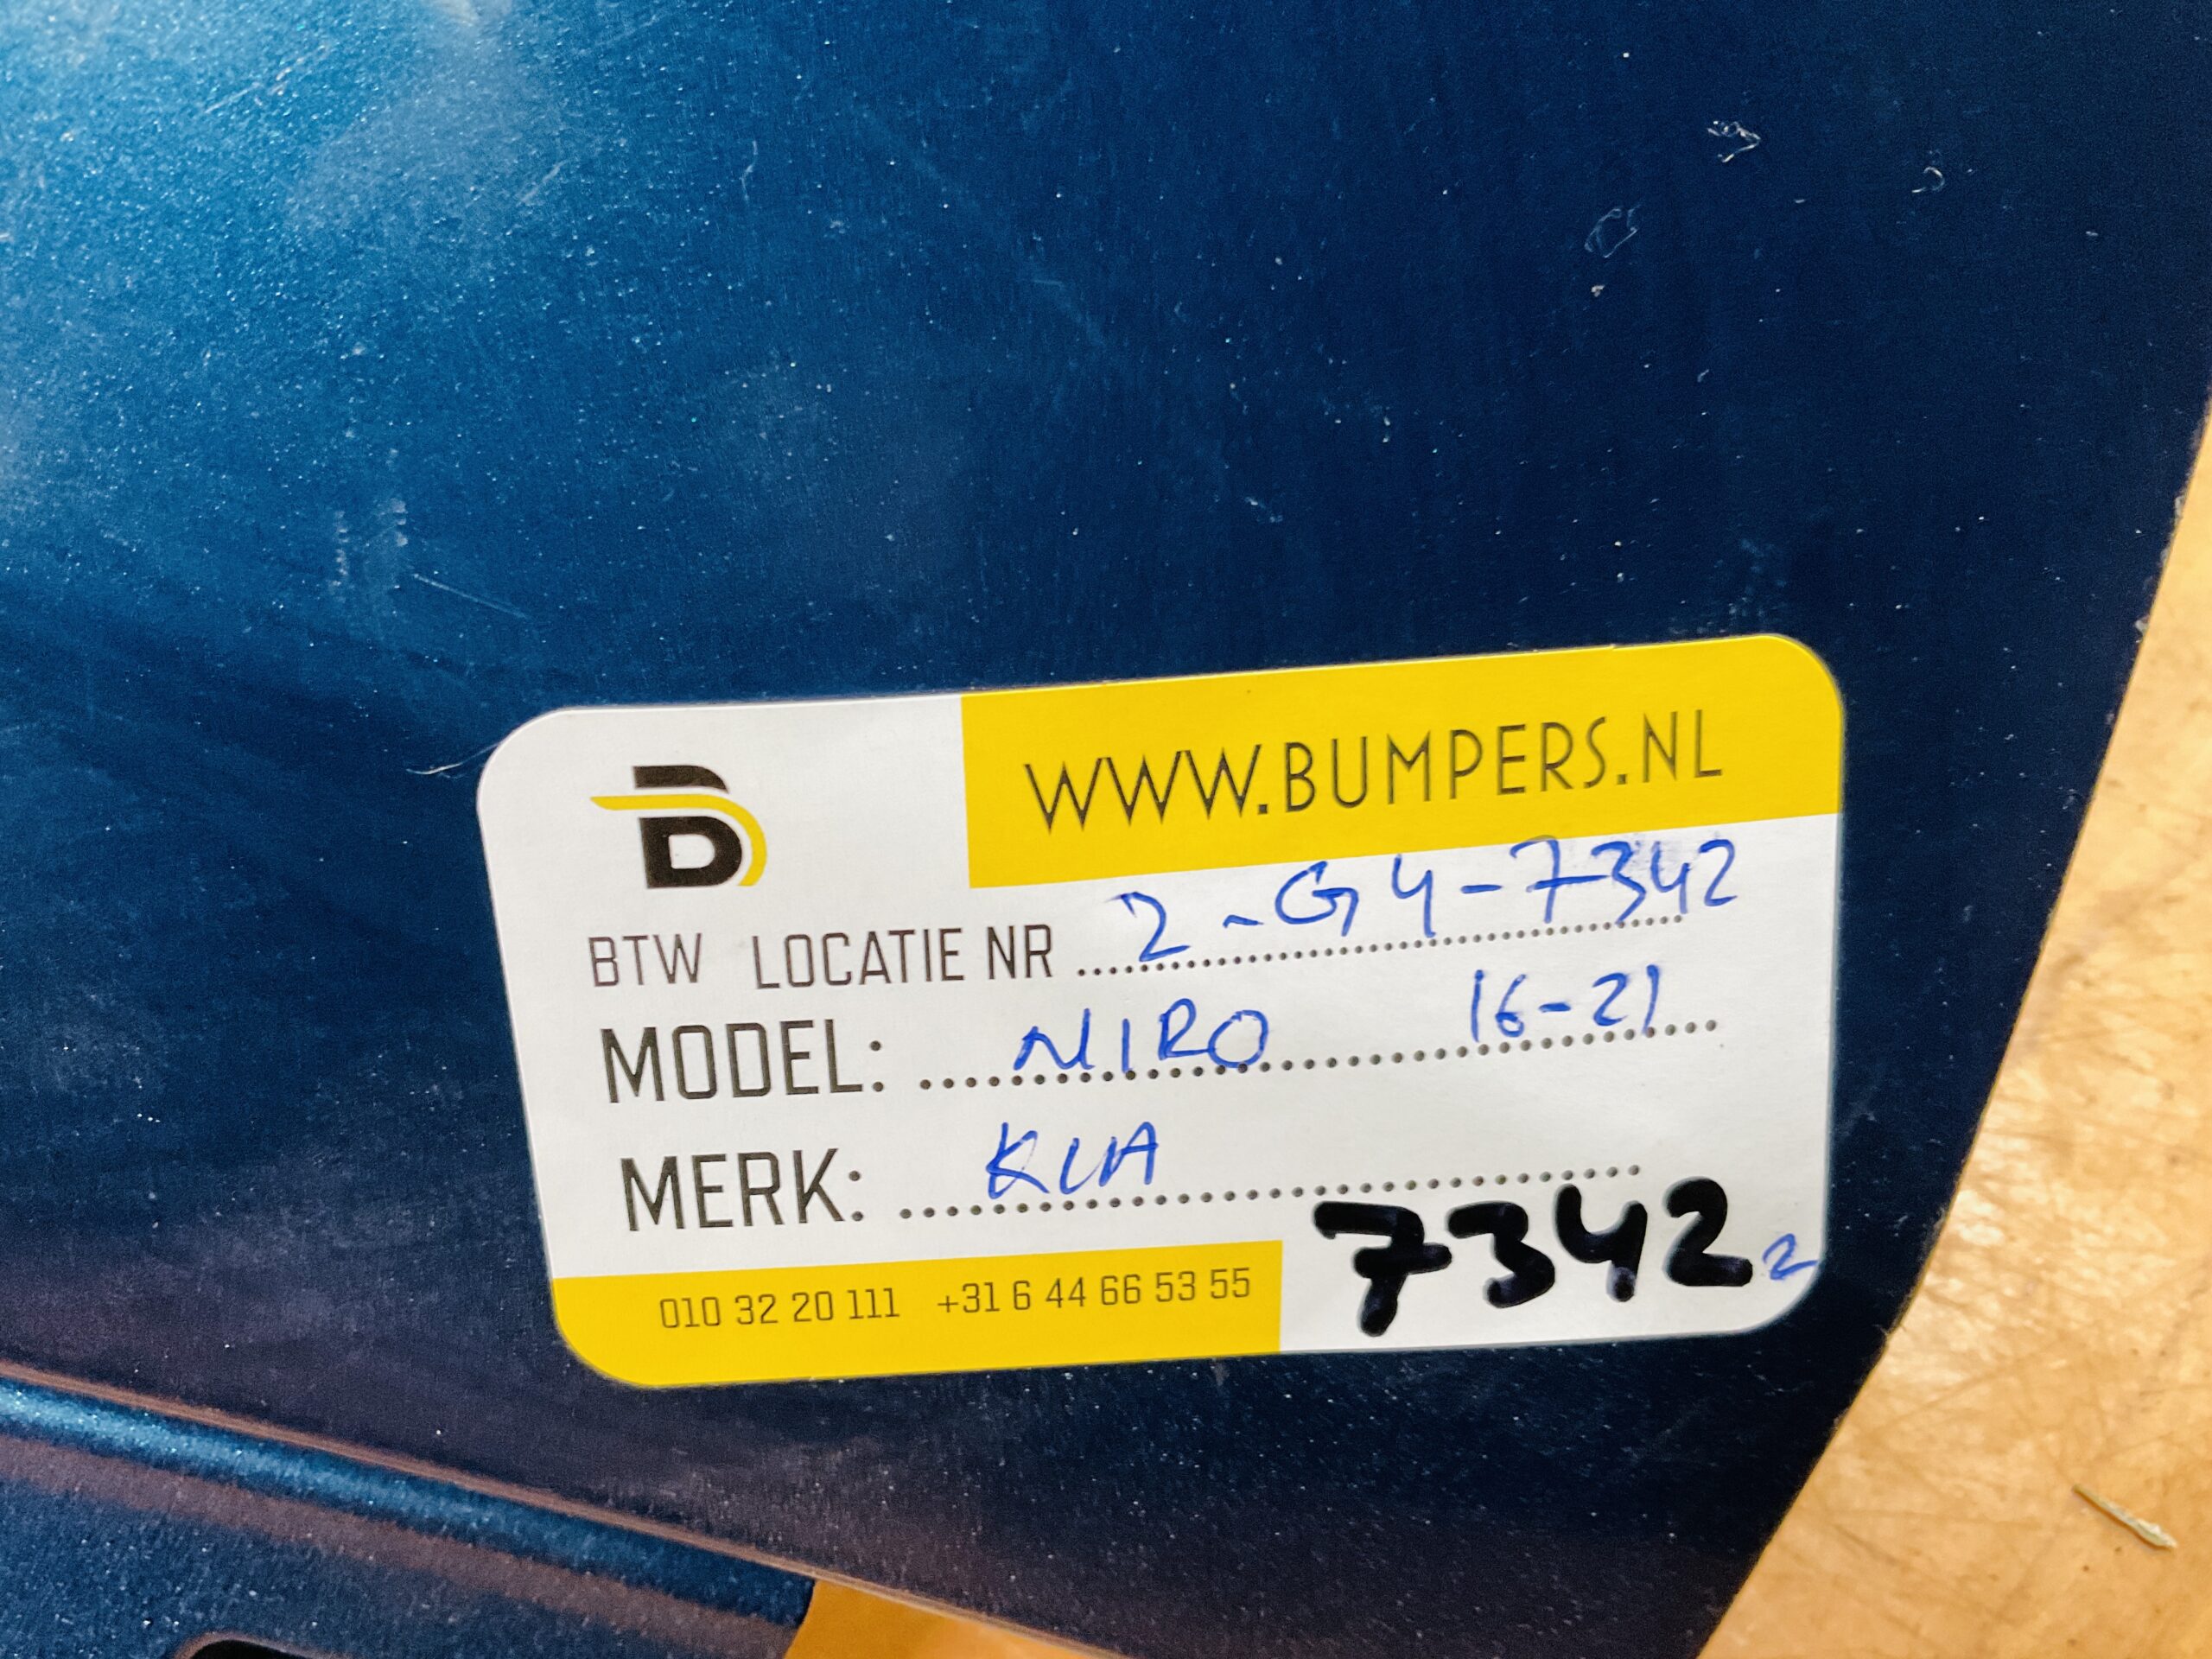 WWW.BUMPERS.NL
BTW LOCATIE NR 2-G4-7342
MODEL: NIRO 16-21
MERK: KIA
7342 2
010 32 20 111 +31 6 44 66 53 55